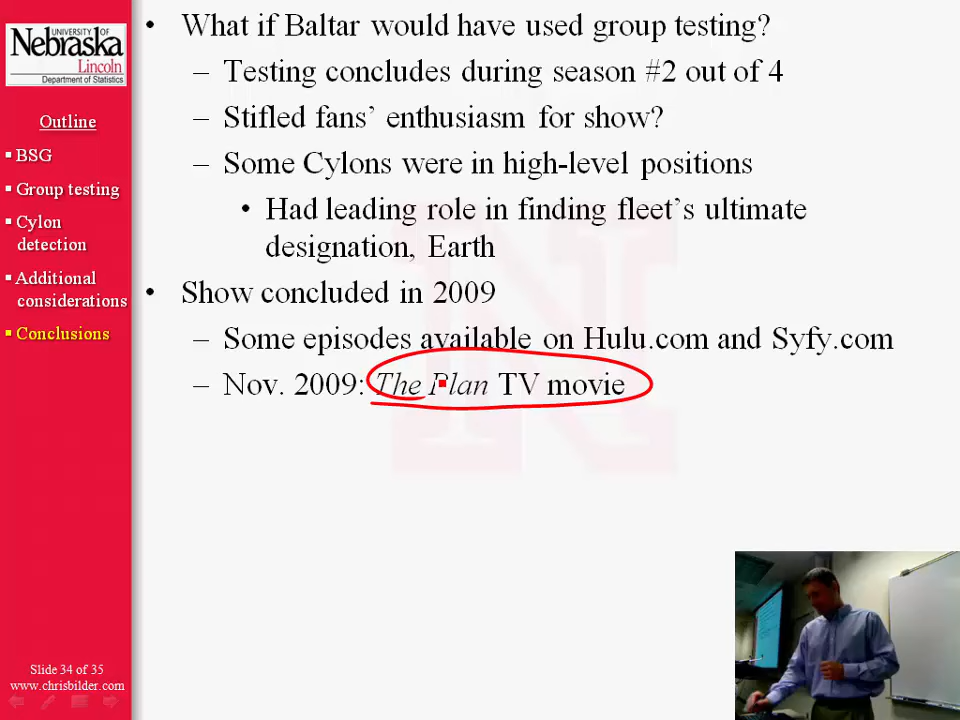 UNIVERSITY OF
Nebraska
Lincoln
Department of Statistics
Outline
▪ BSG
▪ Group testing
▪ Cylon
detection
▪ Additional
considerations
▪ Conclusions
Slide 34 of 35
www.chrisbilder.com
• What if Baltar would have used group testing?
– Testing concludes during season #2 out of 4
– Stifled fans’ enthusiasm for show?
– Some Cylons were in high-level positions
• Had leading role in finding fleet’s ultimate
designation, Earth
• Show concluded in 2009
– Some episodes available on Hulu.com and Syfy.com
– Nov. 2009: The Plan TV movie
N